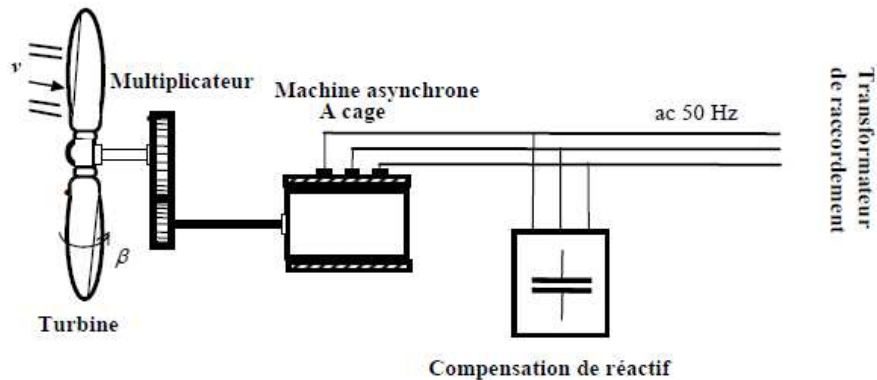 v
Multiplicateur
Machine asynchrone
A cage
ac 50 Hz
Transformateur
de raccordement
β
Turbine
Compensation de réactif